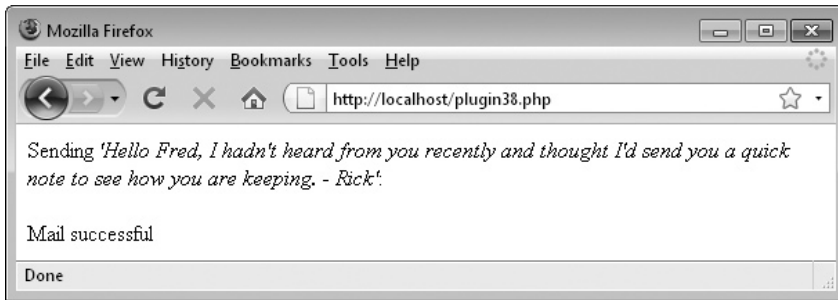 Mozilla Firefox
File Edit View History Bookmarks Tools Help
http://localhost/plugin38.php
Sending 'Hello Fred, I hadn't heard from you recently and thought I'd send you a quick
note to see how you are keeping. - Rick':
Mail successful
Done